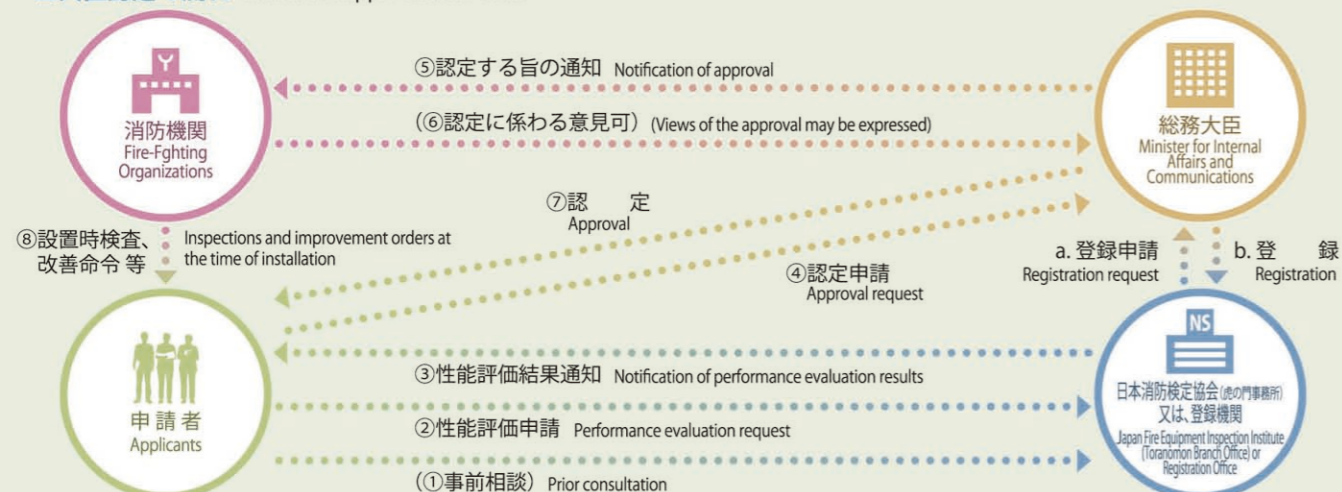 ⑤認定する旨の通知 Notification of approval
(⑥認定に係わる意見可) (Views of the approval may be expressed)
消防機関
Fire-Fghting
Organizations
総務大臣
Minister for Internal
Affairs and
Communications
⑦認 定
Approval
⑧設置時検査、
改善命令 等
Inspections and improvement orders at
the time of installation
④認定申請
Approval request
a. 登録申請
Registration request
b. 登 録
Registration
③性能評価結果通知 Notification of performance evaluation results
②性能評価申請 Performance evaluation request
(①事前相談) Prior consultation
申請者
Applicants
NS
日本消防検定協会(虎の門事務所)
又は、登録機関
Japan Fire Equipment Inspection Institute
(Toranomon Branch Office) or
Registration Office